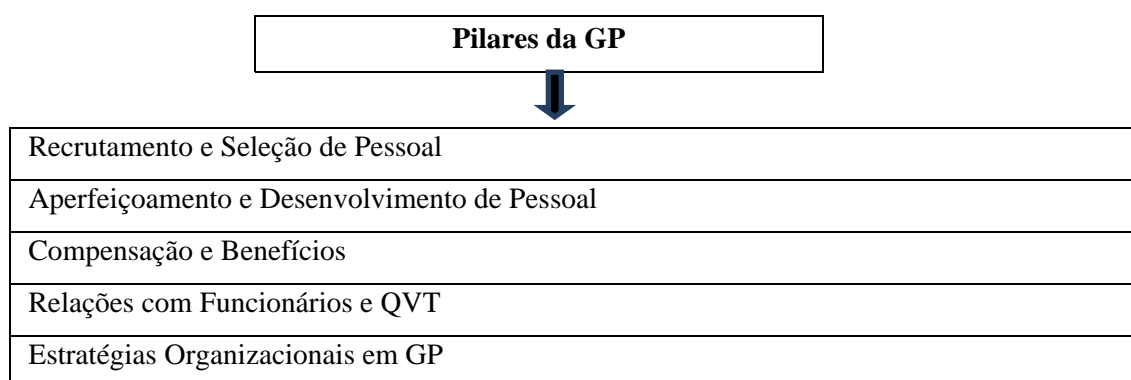 Pilares da GP
Recrutamento e Seleção de Pessoal
Aperfeiçoamento e Desenvolvimento de Pessoal
Compensação e Benefícios
Relações com Funcionários e QVT
Estratégias Organizacionais em GP